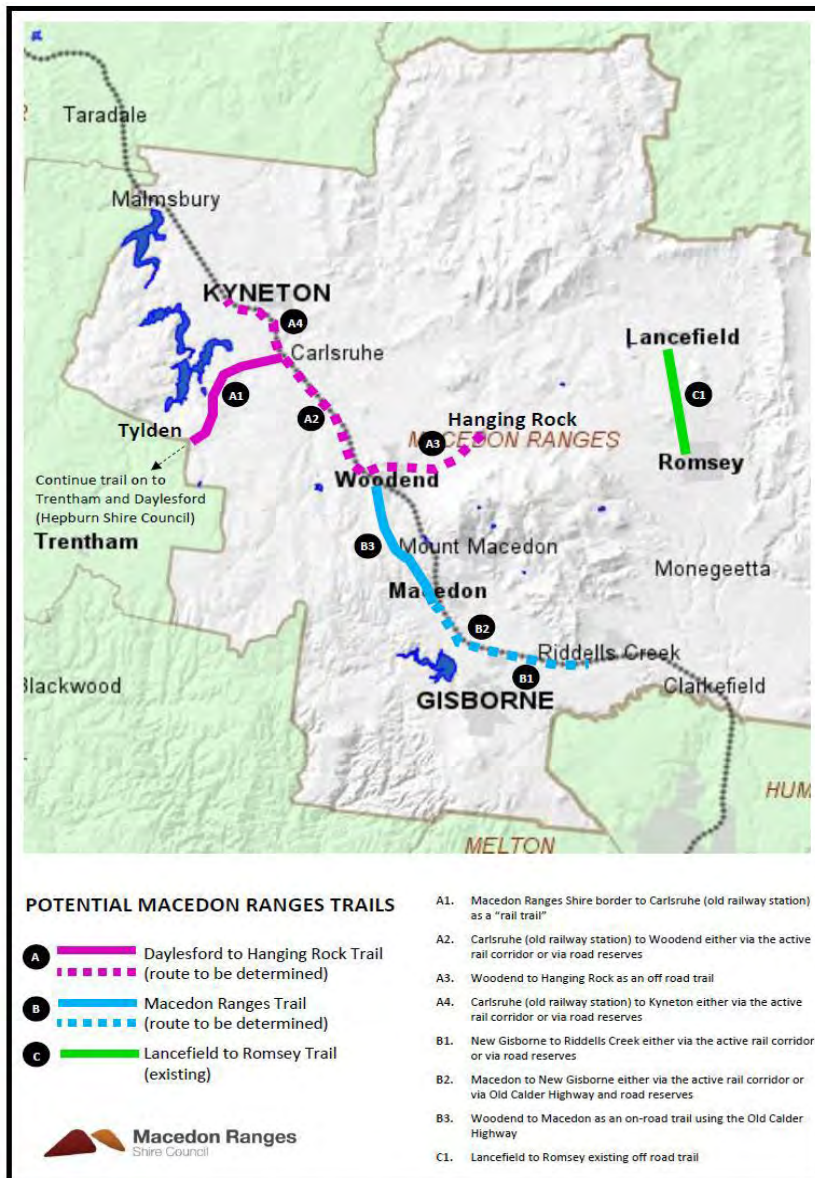 Taradale
Malmsbury
KYNETON
A4
Carlsruhe
Lancefield
A1
A2
C1
Hanging Rock
Tylden
A3
MACEDON RANGES
Romsey
Continue trail on to
Trentham and Daylesford
(Hepburn Shire Council)
Woodend
Trentham
B3
Mount Macedon
Monegeetta
Macedon
B2
Riddells Creek
B1
Blackwood
GISBORNE
Clarkefield
HUM
MELTON
POTENTIAL MACEDON RANGES TRAILS
A
Daylesford to Hanging Rock Trail
(route to be determined)
B
Macedon Ranges Trail
(route to be determined)
C
Lancefield to Romsey Trail
(existing)
Macedon Ranges
Shire Council
A1. Macedon Ranges Shire border to Carlsruhe (old railway station)
as a “rail trail”
A2. Carlsruhe (old railway station) to Woodend either via the active
rail corridor or via road reserves
A3. Woodend to Hanging Rock as an off road trail
A4. Carlsruhe (old railway station) to Kyneton either via the active
rail corridor or via road reserves
B1. New Gisborne to Riddells Creek either via the active rail corridor
or via road reserves
B2. Macedon to New Gisborne either via the active rail corridor or
via Old Calder Highway and road reserves
B3. Woodend to Macedon as an on-road trail using the Old Calder
Highway
C1. Lancefield to Romsey existing off road trail